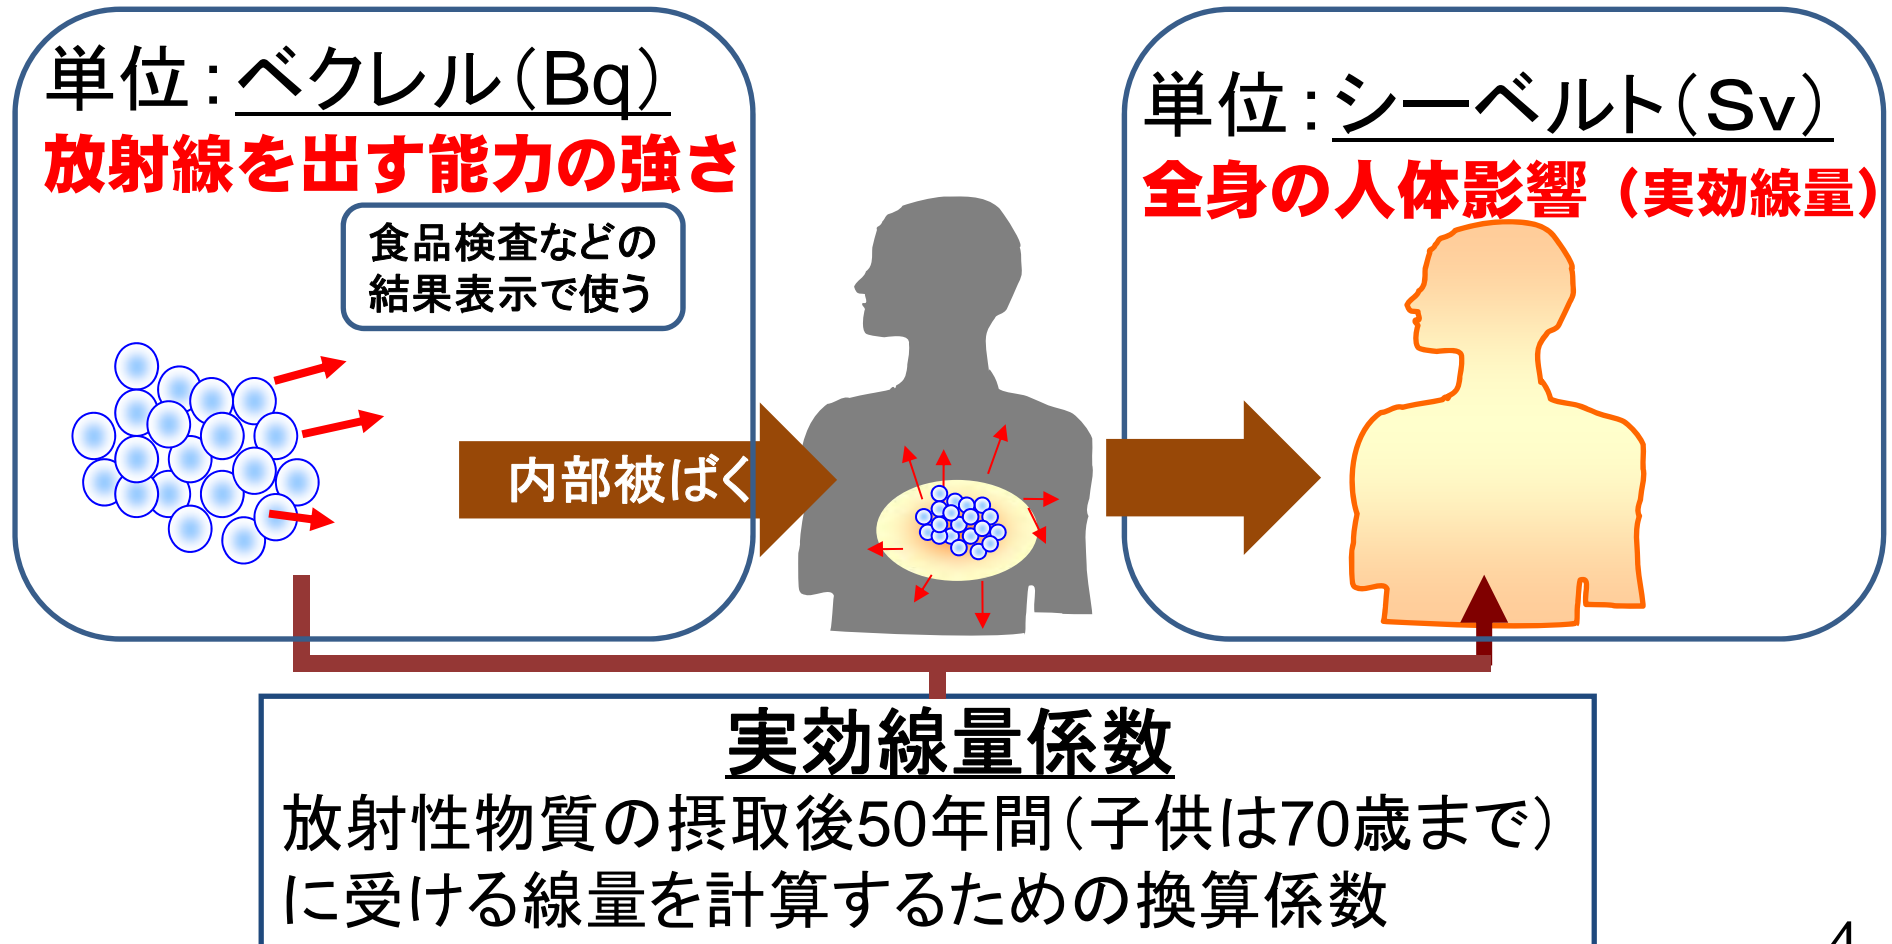 単位：ベクレル（Bq）
放射線を出す能力の強さ
食品検査などの
結果表示で使う
内部被ばく
単位：シーベルト（Sv）
全身の人体影響（実効線量）
実効線量係数
放射性物質の摂取後50年間（子供は70歳まで）
に受ける線量を計算するための換算係数
4